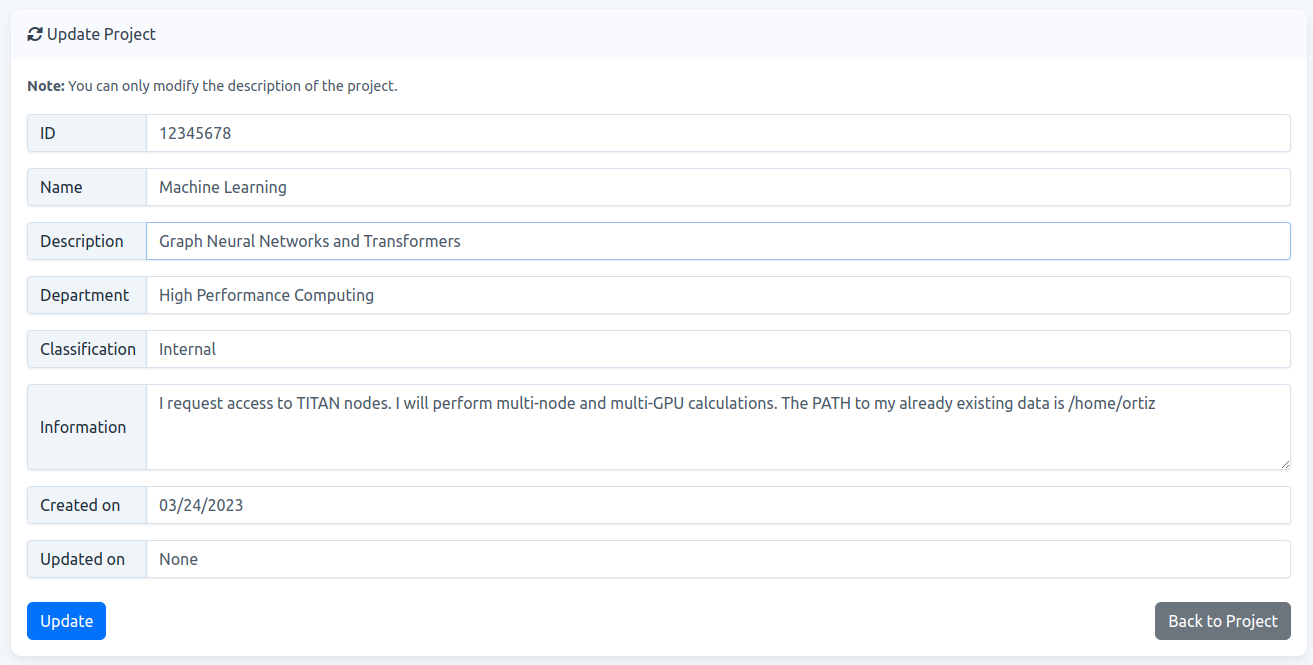 Update Project
Note: You can only modify the description of the project.
ID 12345678
Name Machine Learning
Description Graph Neural Networks and Transformers
Department High Performance Computing
Classification Internal
Information I request access to TITAN nodes. I will perform multi-node and multi-GPU calculations. The PATH to my already existing data is /home/ortiz
Created on 03/24/2023
Updated on None
Update Back to Project